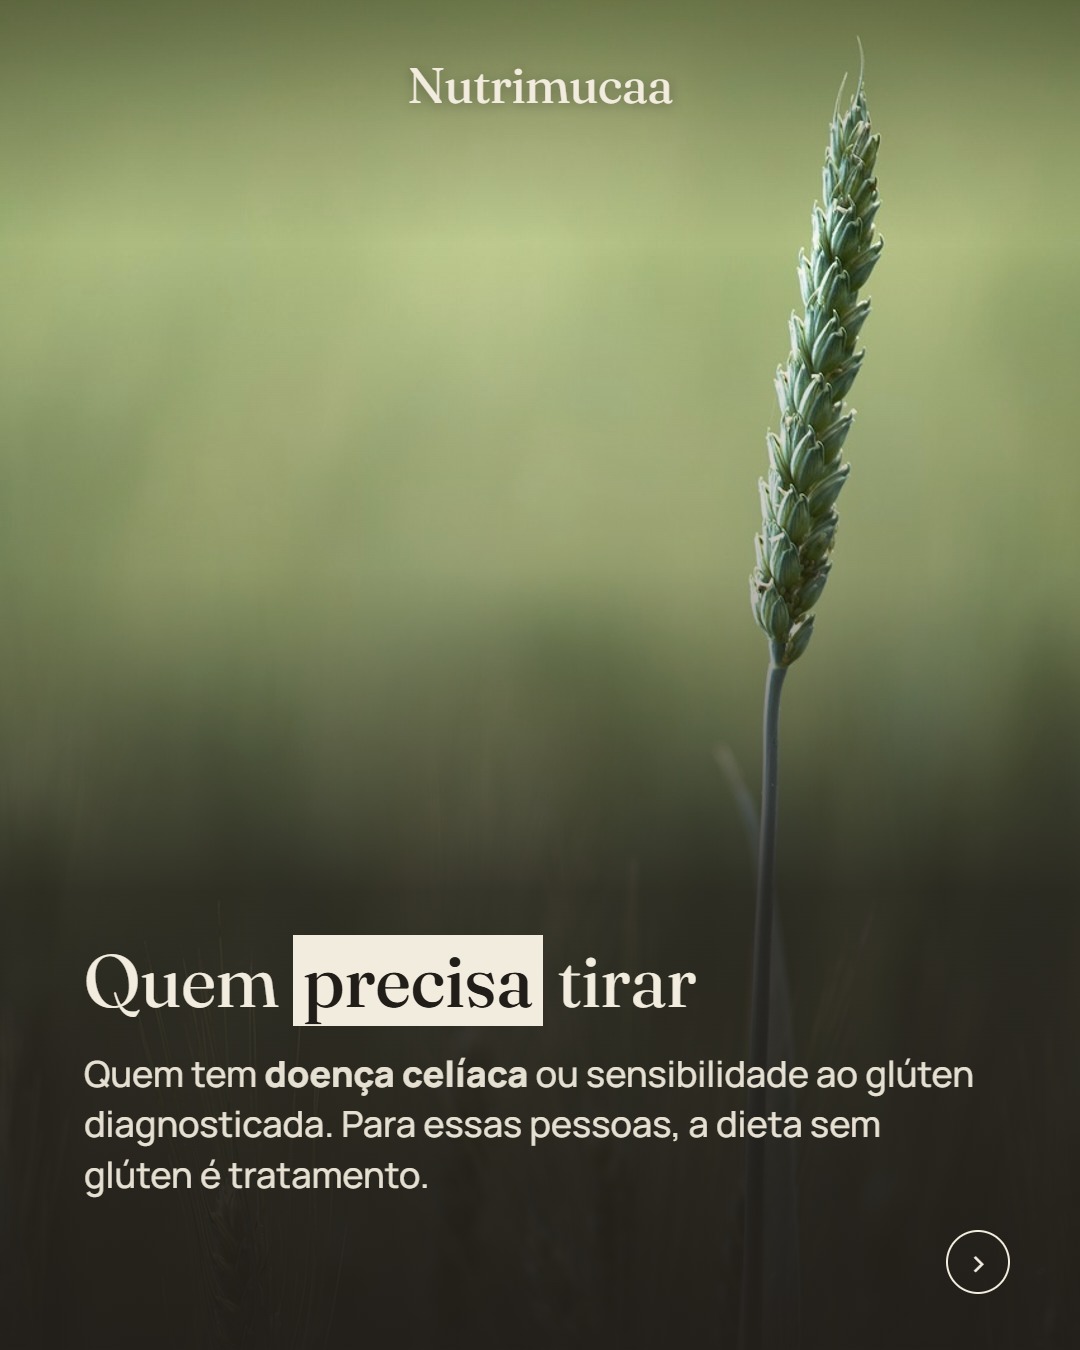 Nutrimucaa
Quem precisa tirar
Quem tem doença celíaca ou sensibilidade ao glúten
diagnosticada. Para essas pessoas, a dieta sem
glúten é tratamento.